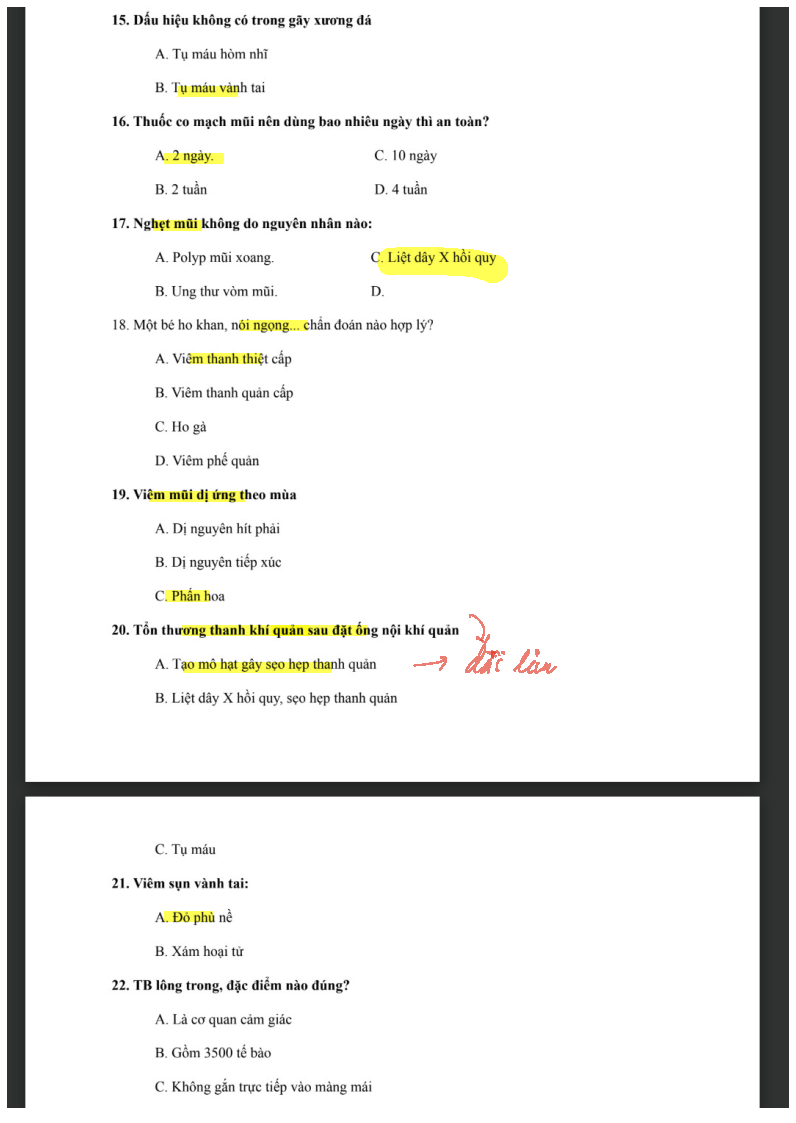 15. Dấu hiệu không có trong gãy xương đá
A. Tụ máu hòm nhĩ
B. Tụ máu vành tai
16. Thuốc co mạch mũi nên dùng bao nhiêu ngày thì an toàn?
A. 2 ngày. C. 10 ngày
B. 2 tuần D. 4 tuần
17. Nghẹt mũi không do nguyên nhân nào:
A. Polyp mũi xoang. C. Liệt dây X hồi quy
B. Ung thư vòm mũi. D.
18. Một bé ho khan, nói ngọng... chẩn đoán nào hợp lý?
A. Viêm thanh thiệt cấp
B. Viêm thanh quản cấp
C. Ho gà
D. Viêm phế quản
19. Viêm mũi dị ứng theo mùa
A. Dị nguyên hít phải
B. Dị nguyên tiếp xúc
C. Phấn hoa
20. Tổn thương thanh khí quản sau đặt ống nội khí quản
A. Tạo mô hạt gây sẹo hẹp thanh quản
B. Liệt dây X hồi quy, sẹo hẹp thanh quản
C. Tụ máu
21. Viêm sụn vành tai:
A. Đỏ phù nề
B. Xám hoại tử
22. TB lông trong, đặc điểm nào đúng?
A. Là cơ quan cảm giác
B. Gồm 3500 tế bào
C. Không gắn trực tiếp vào màng mái